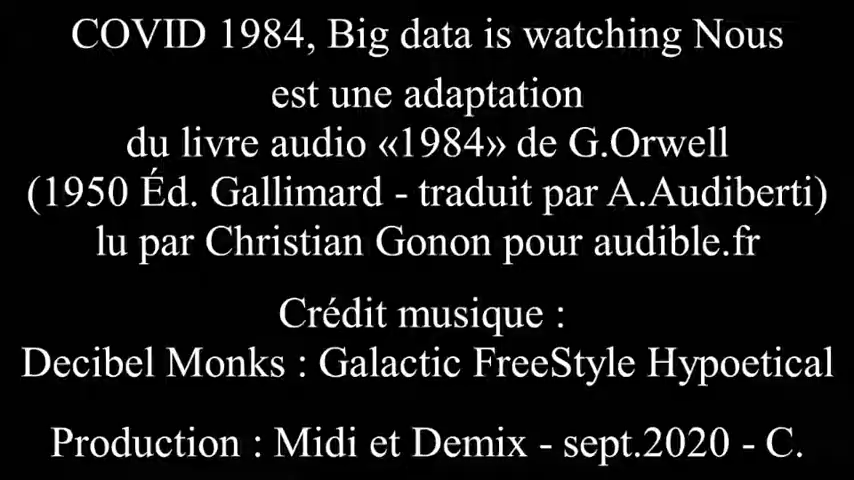 COVID 1984, Big data is watching Nous
est une adaptation
du livre audio «1984» de G.Orwell
(1950 Éd. Gallimard - traduit par A.Audiberti)
lu par Christian Gonon pour audible.fr
Crédit musique :
Decibel Monks : Galactic FreeStyle Hypoetical
Production : Midi et Demix - sept.2020 - C.